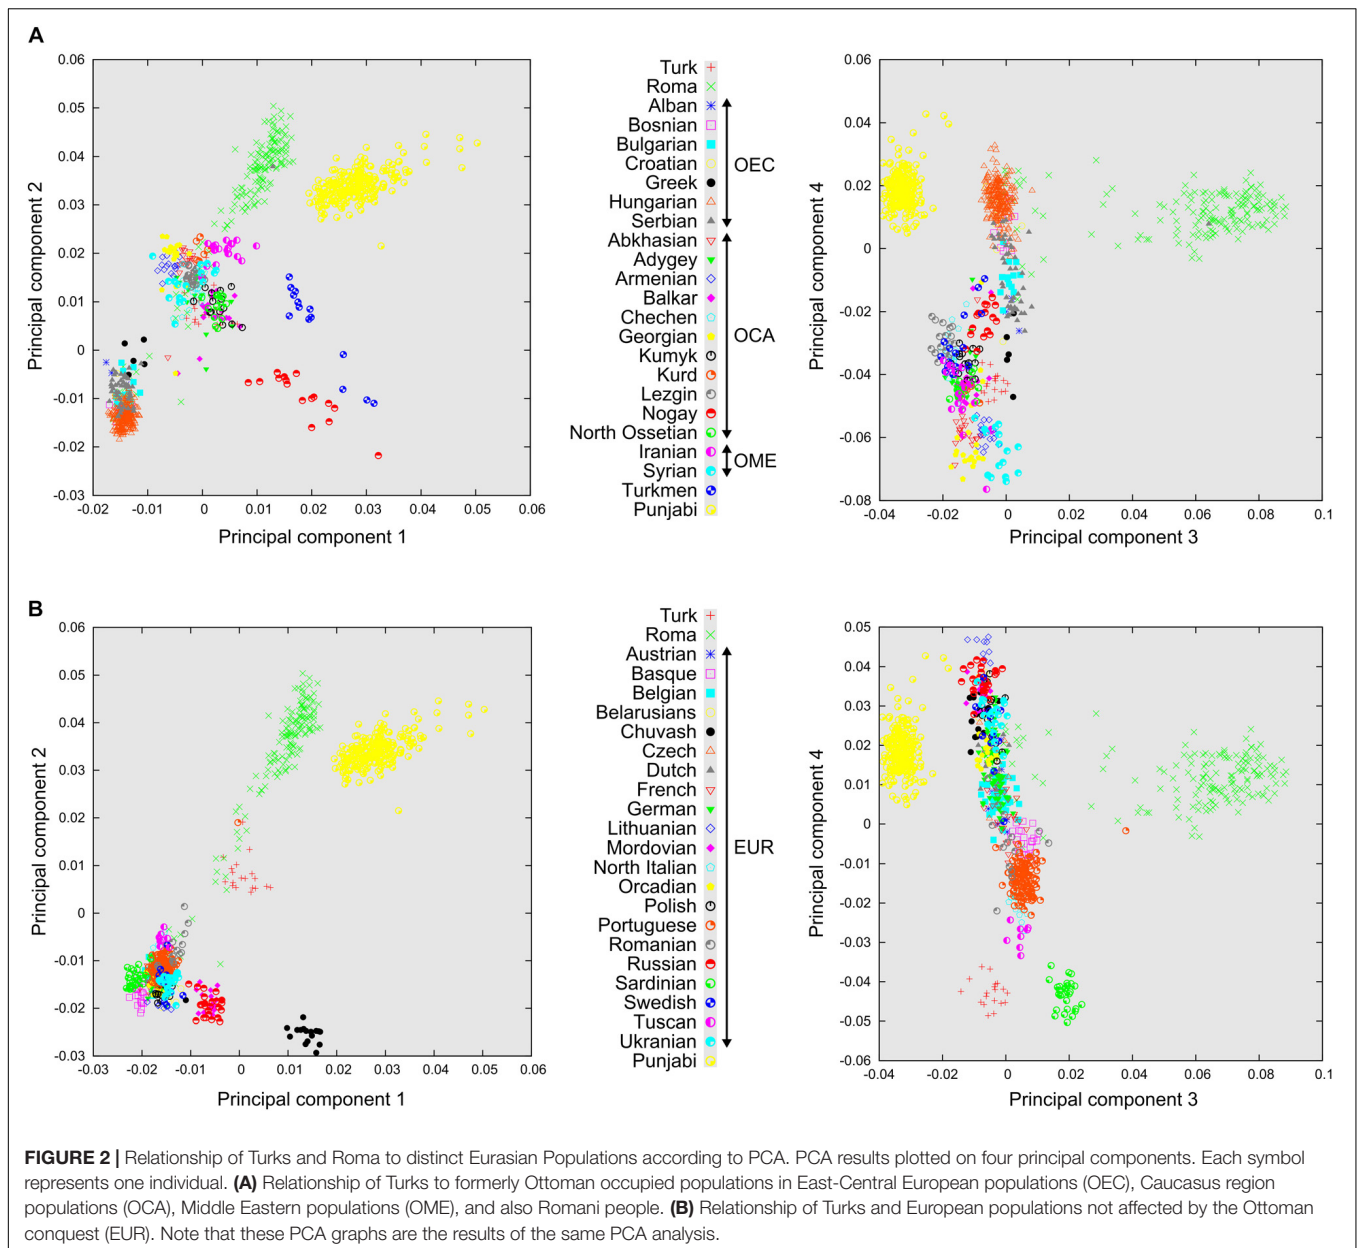 A
0.06
0.05
0.04
0.03
0.02
0.01
0
-0.01
-0.02
-0.03
-0.02
-0.01
0
0.01
0.02
0.03
0.04
0.05
0.06
Principal component 2
Principal component 1
Turk
Roma
Alban
Bosnian
Bulgarian
Croatian
Greek
Hungarian
Serbian
Abkhasian
Adygey
Armenian
Balkar
Chechen
Georgian
Kumyk
Kurd
Lezgin
Nogay
North Ossetian
Iranian
Syrian
Turkmen
Punjabi
OEC
OCA
OME
0.06
0.04
0.02
0
-0.02
-0.04
-0.06
-0.08
-0.04
-0.02
0
0.02
0.04
0.06
0.08
0.1
Principal component 4
Principal component 3
B
0.06
0.05
0.04
0.03
0.02
0.01
0
-0.01
-0.02
-0.03
-0.03
-0.02
-0.01
0
0.01
0.02
0.03
0.04
0.05
0.06
Principal component 2
Principal component 1
Turk
Roma
Austrian
Basque
Belgian
Belarusians
Chuvash
Czech
Dutch
French
German
Lithuanian
Mordovian
North Italian
Orcadian
Polish
Portuguese
Romanian
Russian
Sardinian
Swedish
Tuscan
Ukranian
Punjabi
EUR
0.05
0.04
0.03
0.02
0.01
0
-0.01
-0.02
-0.03
-0.04
-0.05
-0.06
-0.04
-0.02
0
0.02
0.04
0.06
0.08
0.1
Principal component 4
Principal component 3
FIGURE 2 | Relationship of Turks and Roma to distinct Eurasian Populations according to PCA. PCA results plotted on four principal components. Each symbol
represents one individual. (A) Relationship of Turks to formerly Ottoman occupied populations in East-Central European populations (OEC), Caucasus region
populations (OCA), Middle Eastern populations (OME), and also Romani people. (B) Relationship of Turks and European populations not affected by the Ottoman
conquest (EUR). Note that these PCA graphs are the results of the same PCA analysis.